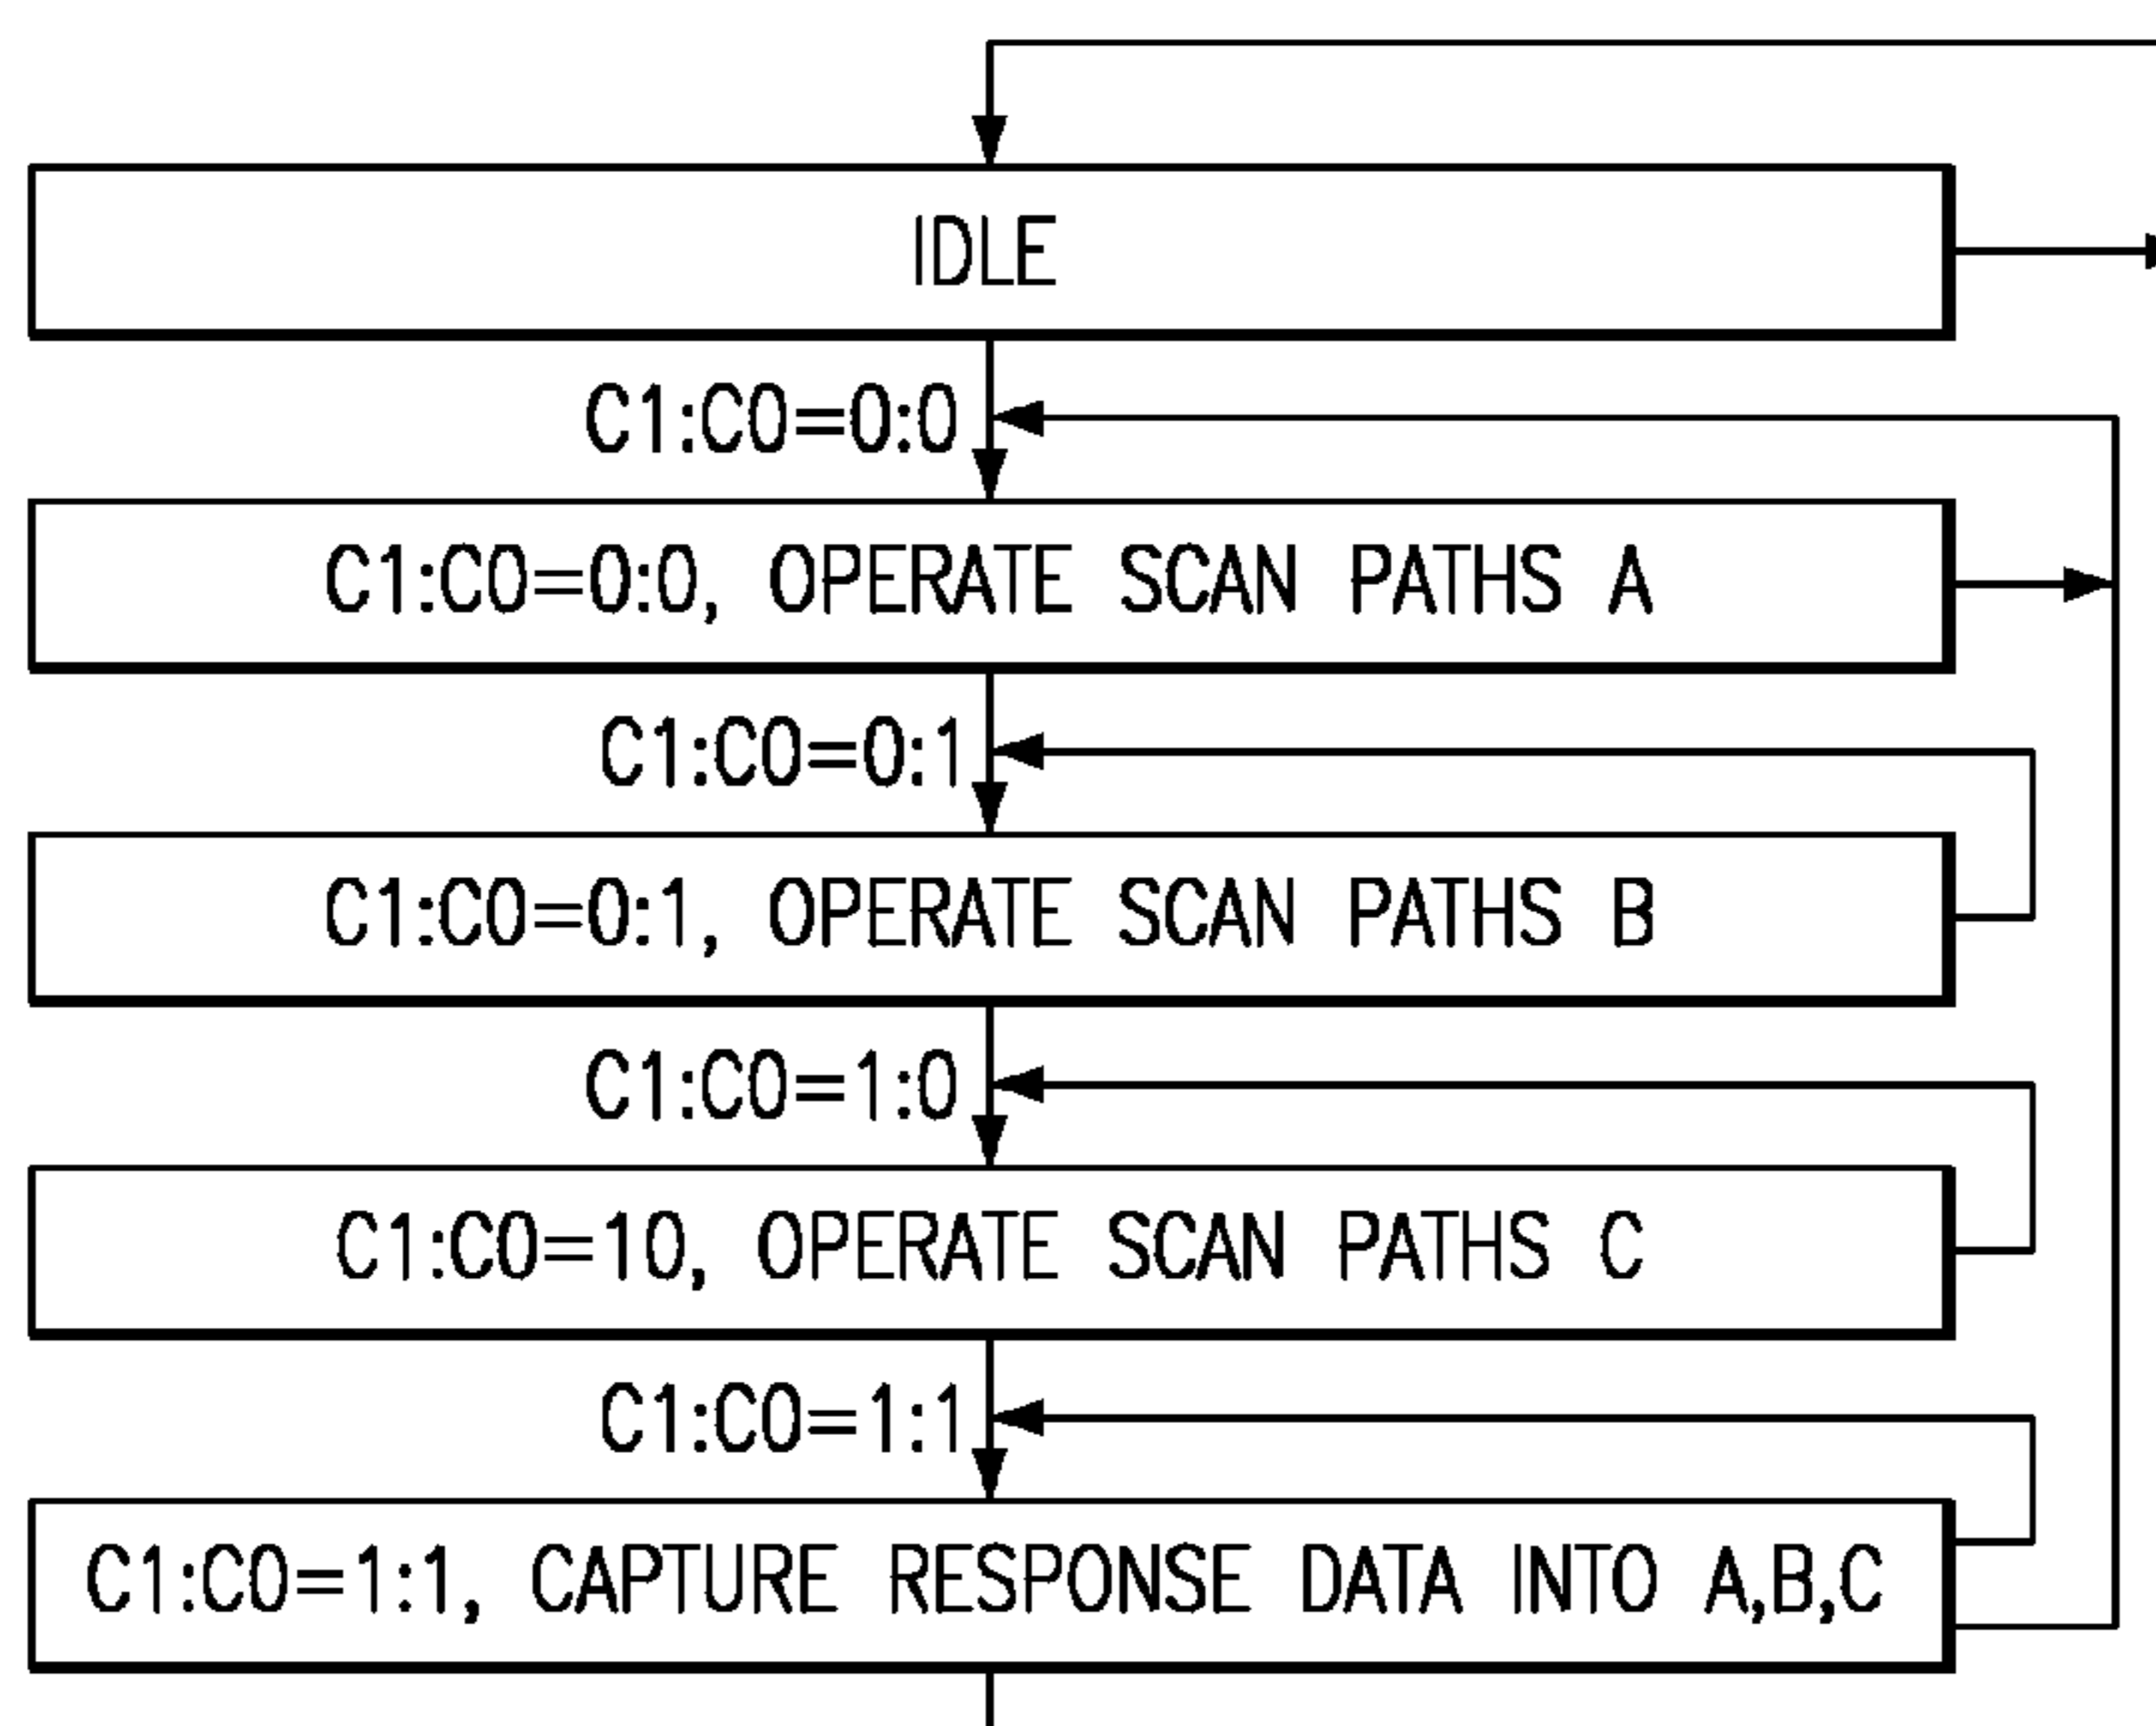 IDLE
C1:C0=0:0
C1:C0=0:0, OPERATE SCAN PATHS A
C1:C0=0:1
C1:C0=0:1, OPERATE SCAN PATHS B
C1:C0=1:0
C1:C0=10, OPERATE SCAN PATHS C
C1:C0=1:1
C1:C0=1:1, CAPTURE RESPONSE DATA INTO A,B,C